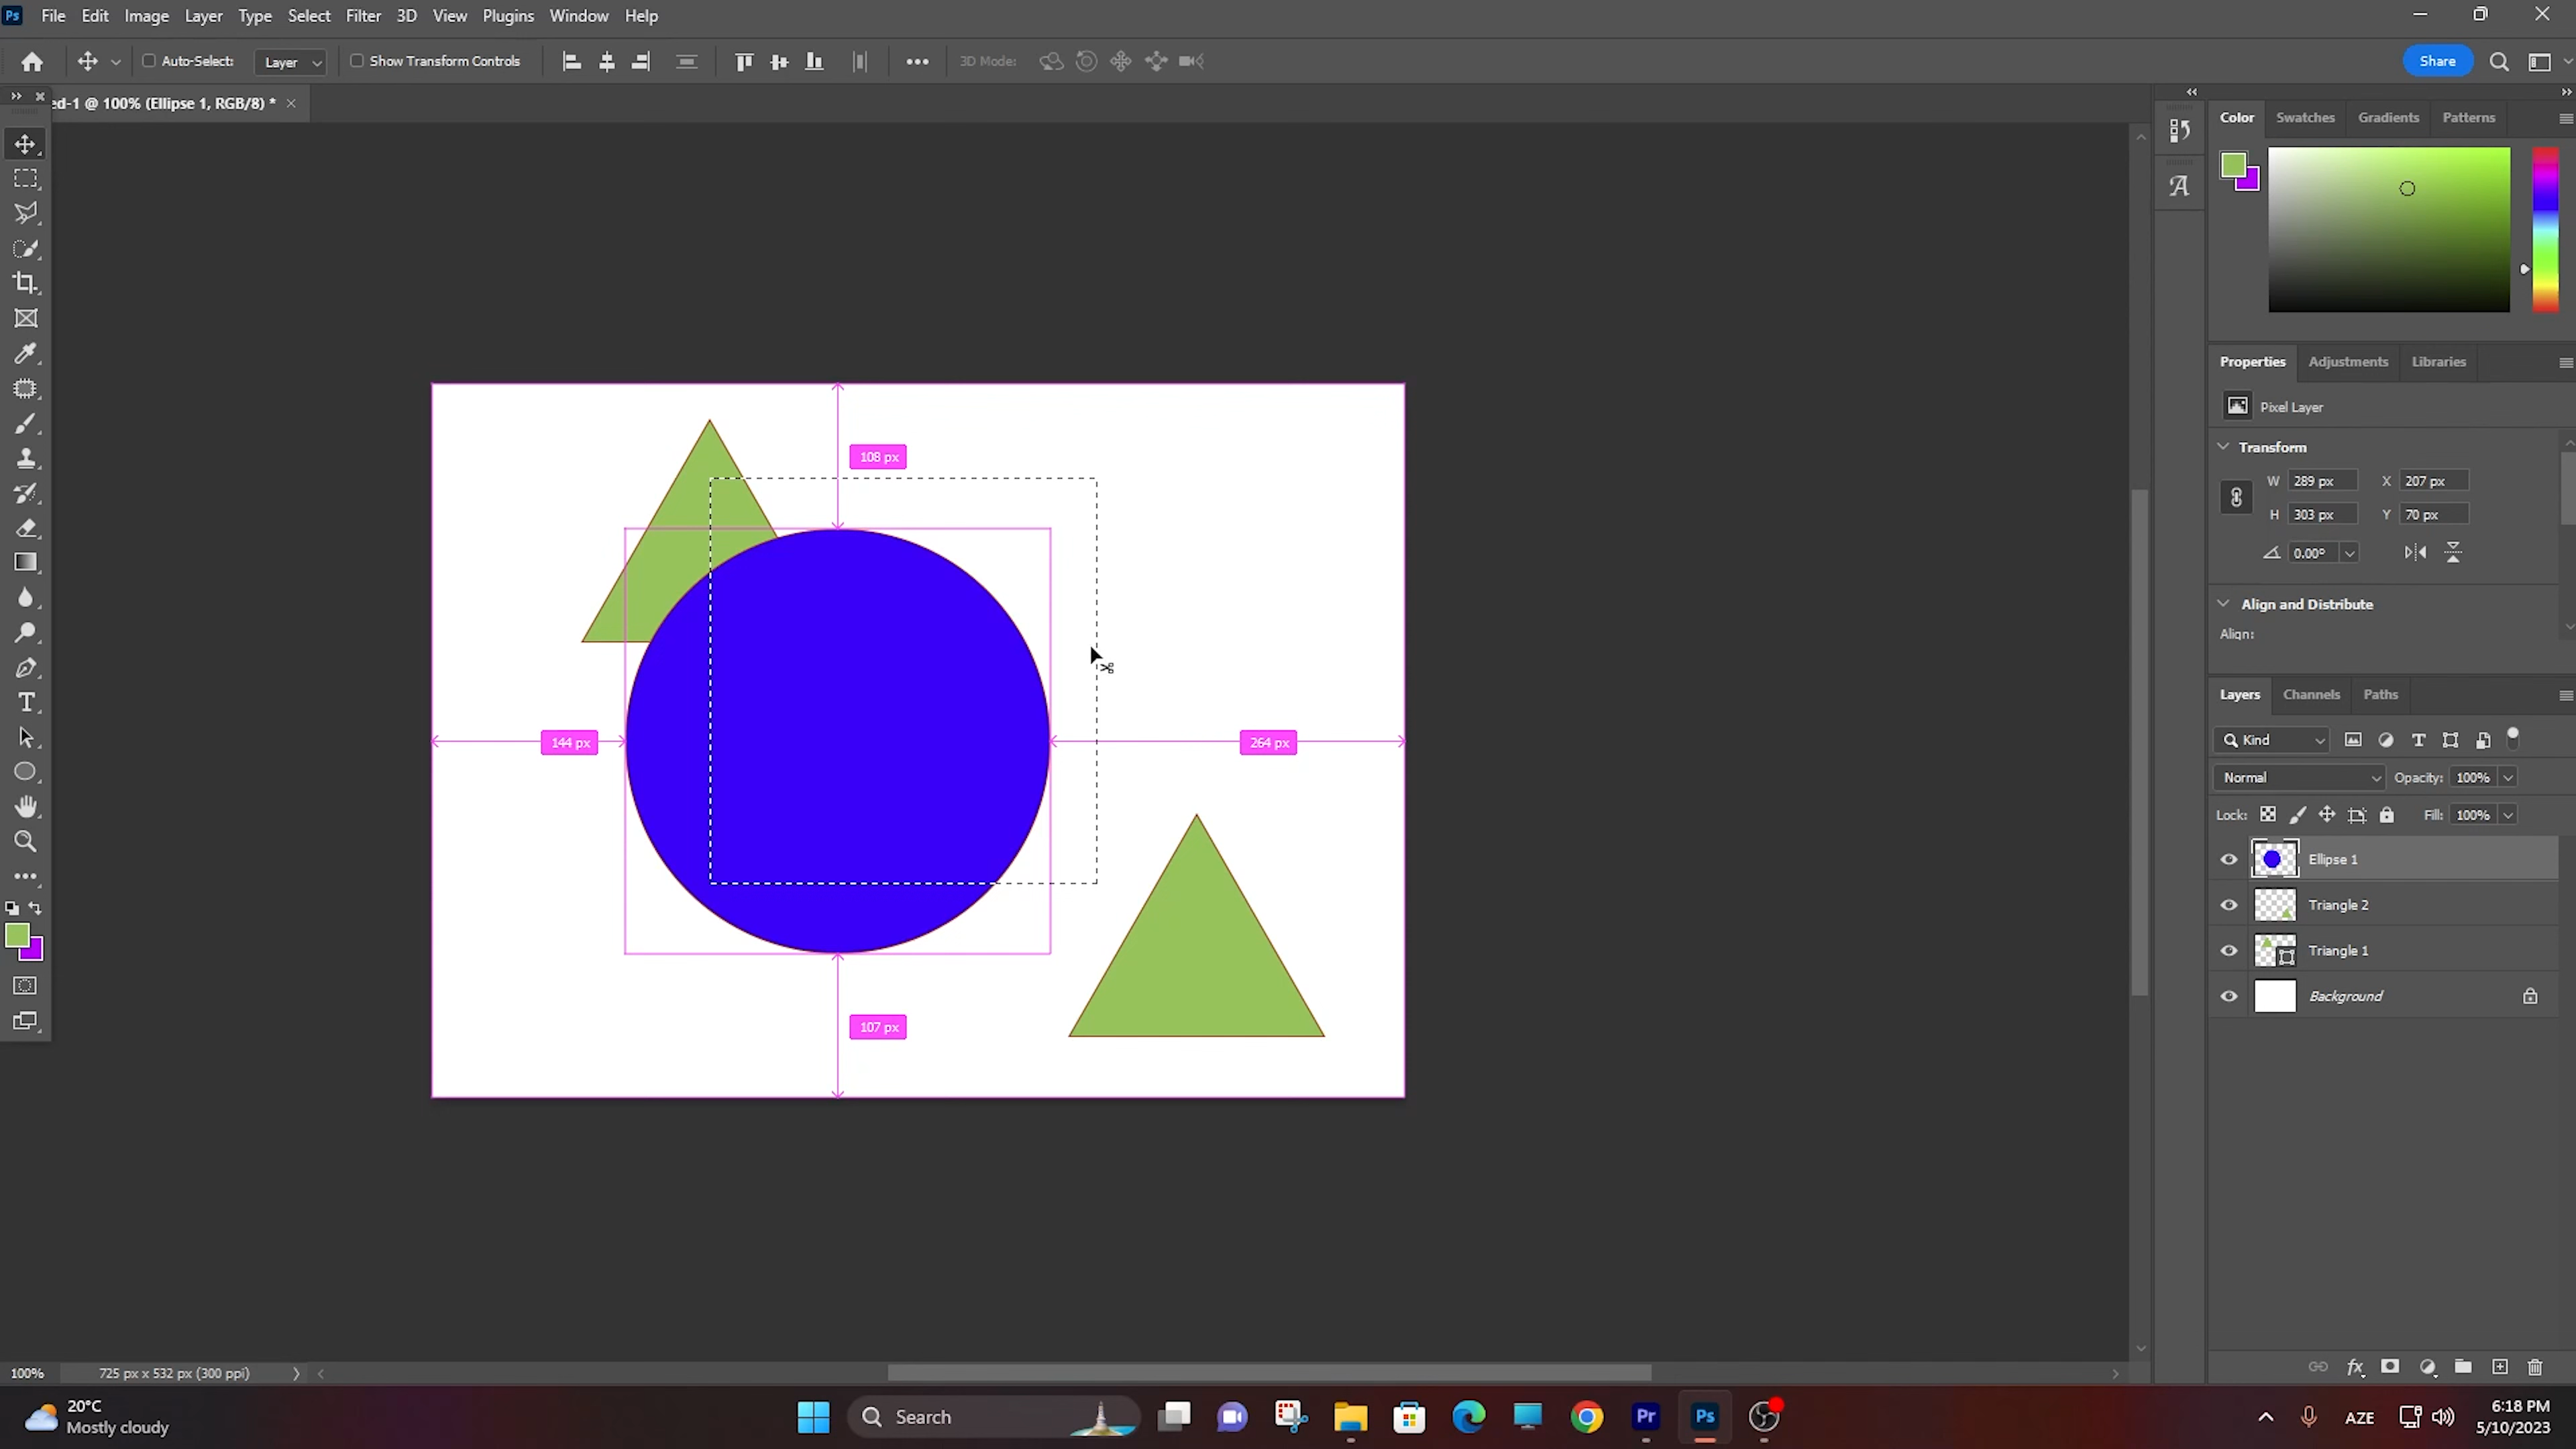 Ps File Edit Image Layer Type Select Filter 3D View Plugins Window Help
Auto-Select: Layer Show Transform Controls 3D Mode: Share
ed-1 @ 100% (Ellipse 1, RGB/8) *
Color Swatches Gradients Patterns
Properties Adjustments Libraries
Pixel Layer
Transform
W 289 px X 207 px
H 303 px Y 70 px
0.00°
Align and Distribute
Align:
108 px
144 px
264 px
107 px
Layers Channels Paths
Kind
Normal Opacity: 100%
Lock: Fill: 100%
Ellipse 1
Triangle 2
Triangle 1
Background
100% 725 px x 532 px (300 ppi)
20°C
Mostly cloudy
Search
Pr
Ps
AZE
6:18 PM
5/10/2023